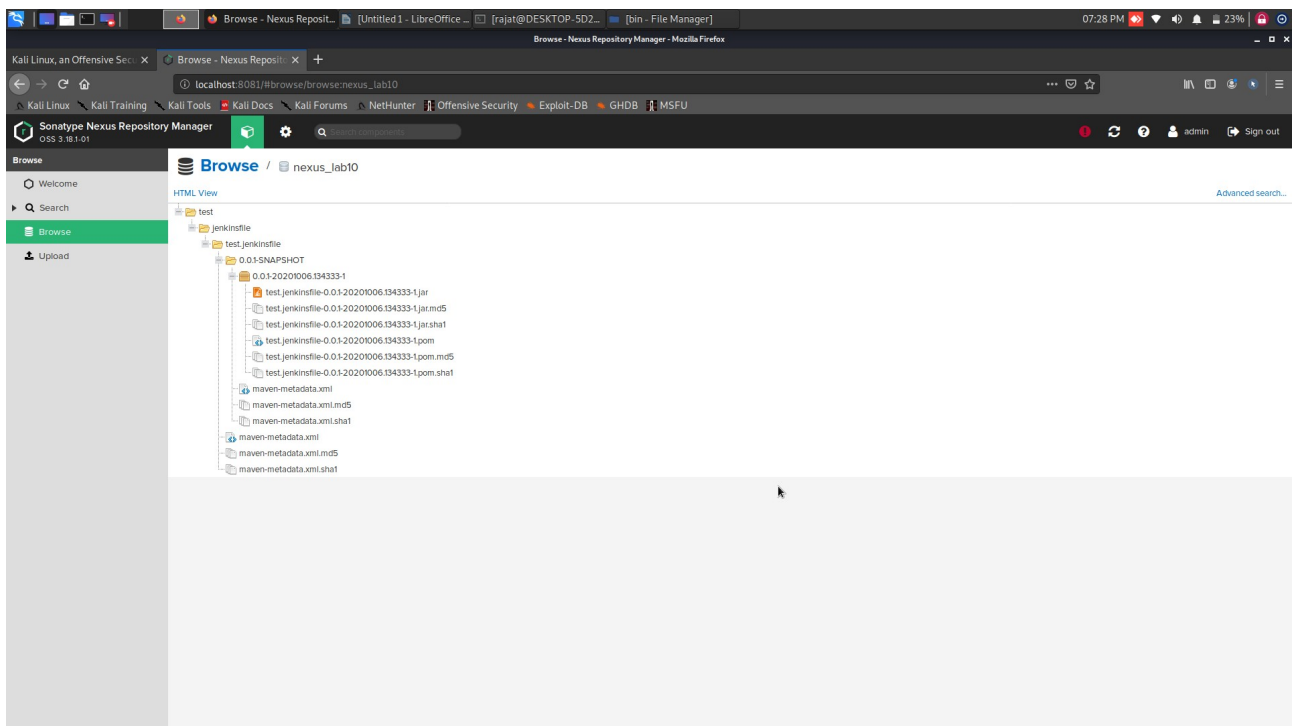 Browse - Nexus Reposit... [Untitled 1 - LibreOffice ... [rajat@DESKTOP-5D2... [bin - File Manager] 07:28 PM 23%
Browse - Nexus Repository Manager - Mozilla Firefox
Kali Linux, an Offensive Secu Browse - Nexus Reposito
localhost:8081/#browse/browse:nexus_lab10
Kali Linux Kali Training Kali Tools Kali Docs Kali Forums NetHunter Offensive Security Exploit-DB GHDB MSFU
Sonatype Nexus Repository Manager
OSS 3.18.1-01
Search components
admin Sign out
Browse
Welcome
Search
Browse
Upload
Browse / nexus_lab10
HTML View Advanced search...
test
jenkinsfile
test.jenkinsfile
0.0.1-SNAPSHOT
0.0.1-20201006.134333-1
test.jenkinsfile-0.0.1-20201006.134333-1.jar
test.jenkinsfile-0.0.1-20201006.134333-1.jar.md5
test.jenkinsfile-0.0.1-20201006.134333-1.jar.sha1
test.jenkinsfile-0.0.1-20201006.134333-1.pom
test.jenkinsfile-0.0.1-20201006.134333-1.pom.md5
test.jenkinsfile-0.0.1-20201006.134333-1.pom.sha1
maven-metadata.xml
maven-metadata.xml.md5
maven-metadata.xml.sha1
maven-metadata.xml
maven-metadata.xml.md5
maven-metadata.xml.sha1